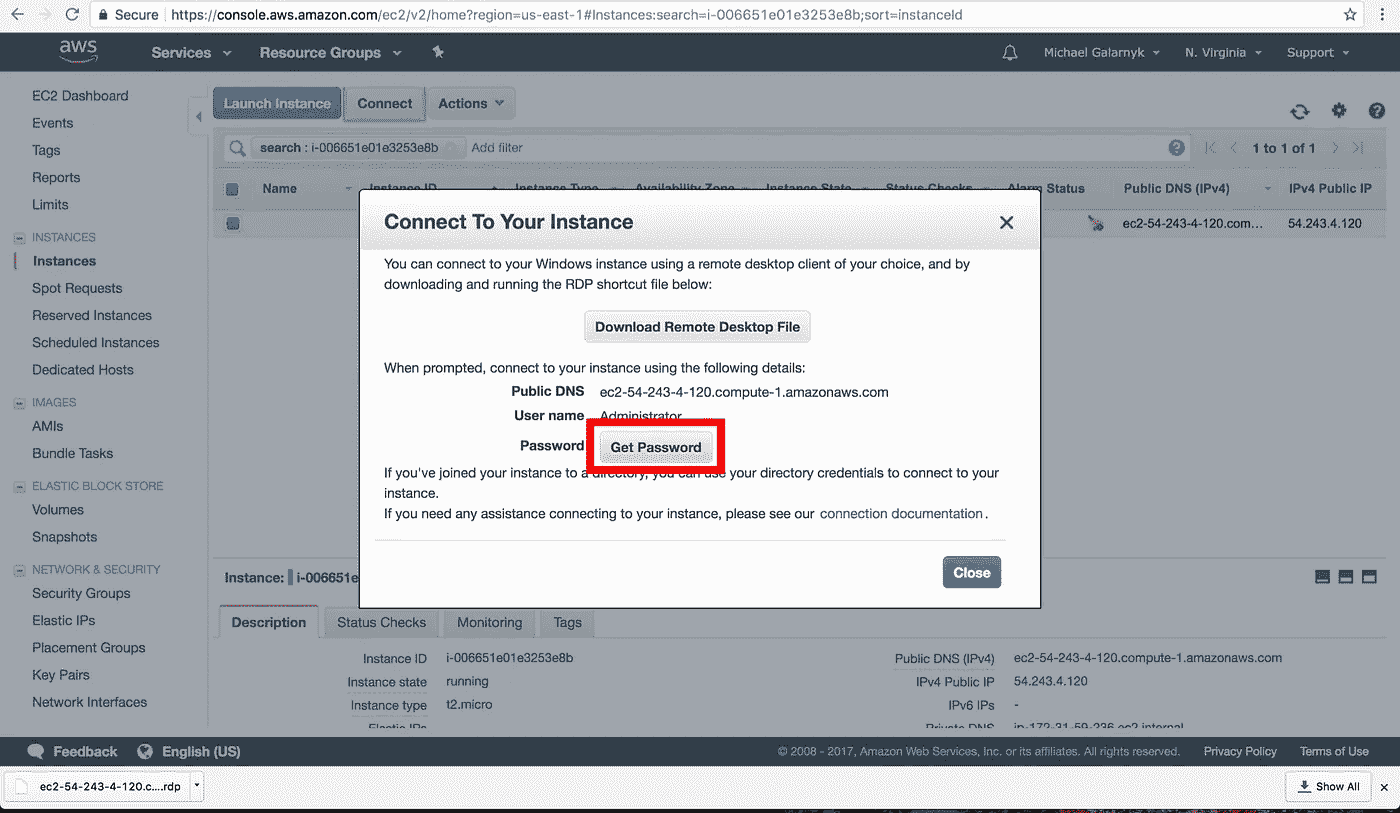 Secure https://console.aws.amazon.com/ec2/v2/home?region=us-east-1#Instances:search=i-006651e01e3253e8b;sort=instanceId
aws Services Resource Groups Michael Galarnyk N. Virginia Support
EC2 Dashboard
Events
Tags
Reports
Limits
INSTANCES
Instances
Spot Requests
Reserved Instances
Scheduled Instances
Dedicated Hosts
IMAGES
AMIs
Bundle Tasks
ELASTIC BLOCK STORE
Volumes
Snapshots
NETWORK & SECURITY
Security Groups
Elastic IPs
Placement Groups
Key Pairs
Network Interfaces
Launch Instance Connect Actions
search : i-006651e01e3253e8b Add filter 1 to 1 of 1
Name Instance ID Instance Type Availability Zone Instance State Status Checks Alarm Status Public DNS (IPv4) IPv4 Public IP
ec2-54-243-4-120.com... 54.243.4.120
Connect To Your Instance
You can connect to your Windows instance using a remote desktop client of your choice, and by
downloading and running the RDP shortcut file below:
Download Remote Desktop File
When prompted, connect to your instance using the following details:
Public DNS ec2-54-243-4-120.compute-1.amazonaws.com
User name Administrator
Password Get Password
If you've joined your instance to a directory, you can use your directory credentials to connect to your
instance.
If you need any assistance connecting to your instance, please see our connection documentation.
Close
Instance: i-006651e
Description Status Checks Monitoring Tags
Instance ID i-006651e01e3253e8b Public DNS (IPv4) ec2-54-243-4-120.compute-1.amazonaws.com
Instance state running IPv4 Public IP 54.243.4.120
Instance type t2.micro IPv6 IPs -
Elastic IPs Private DNS ip-172-31-59-236.ec2.internal
Feedback English (US) © 2008 - 2017, Amazon Web Services, Inc. or its affiliates. All rights reserved. Privacy Policy Terms of Use
ec2-54-243-4-120.c....rdp Show All